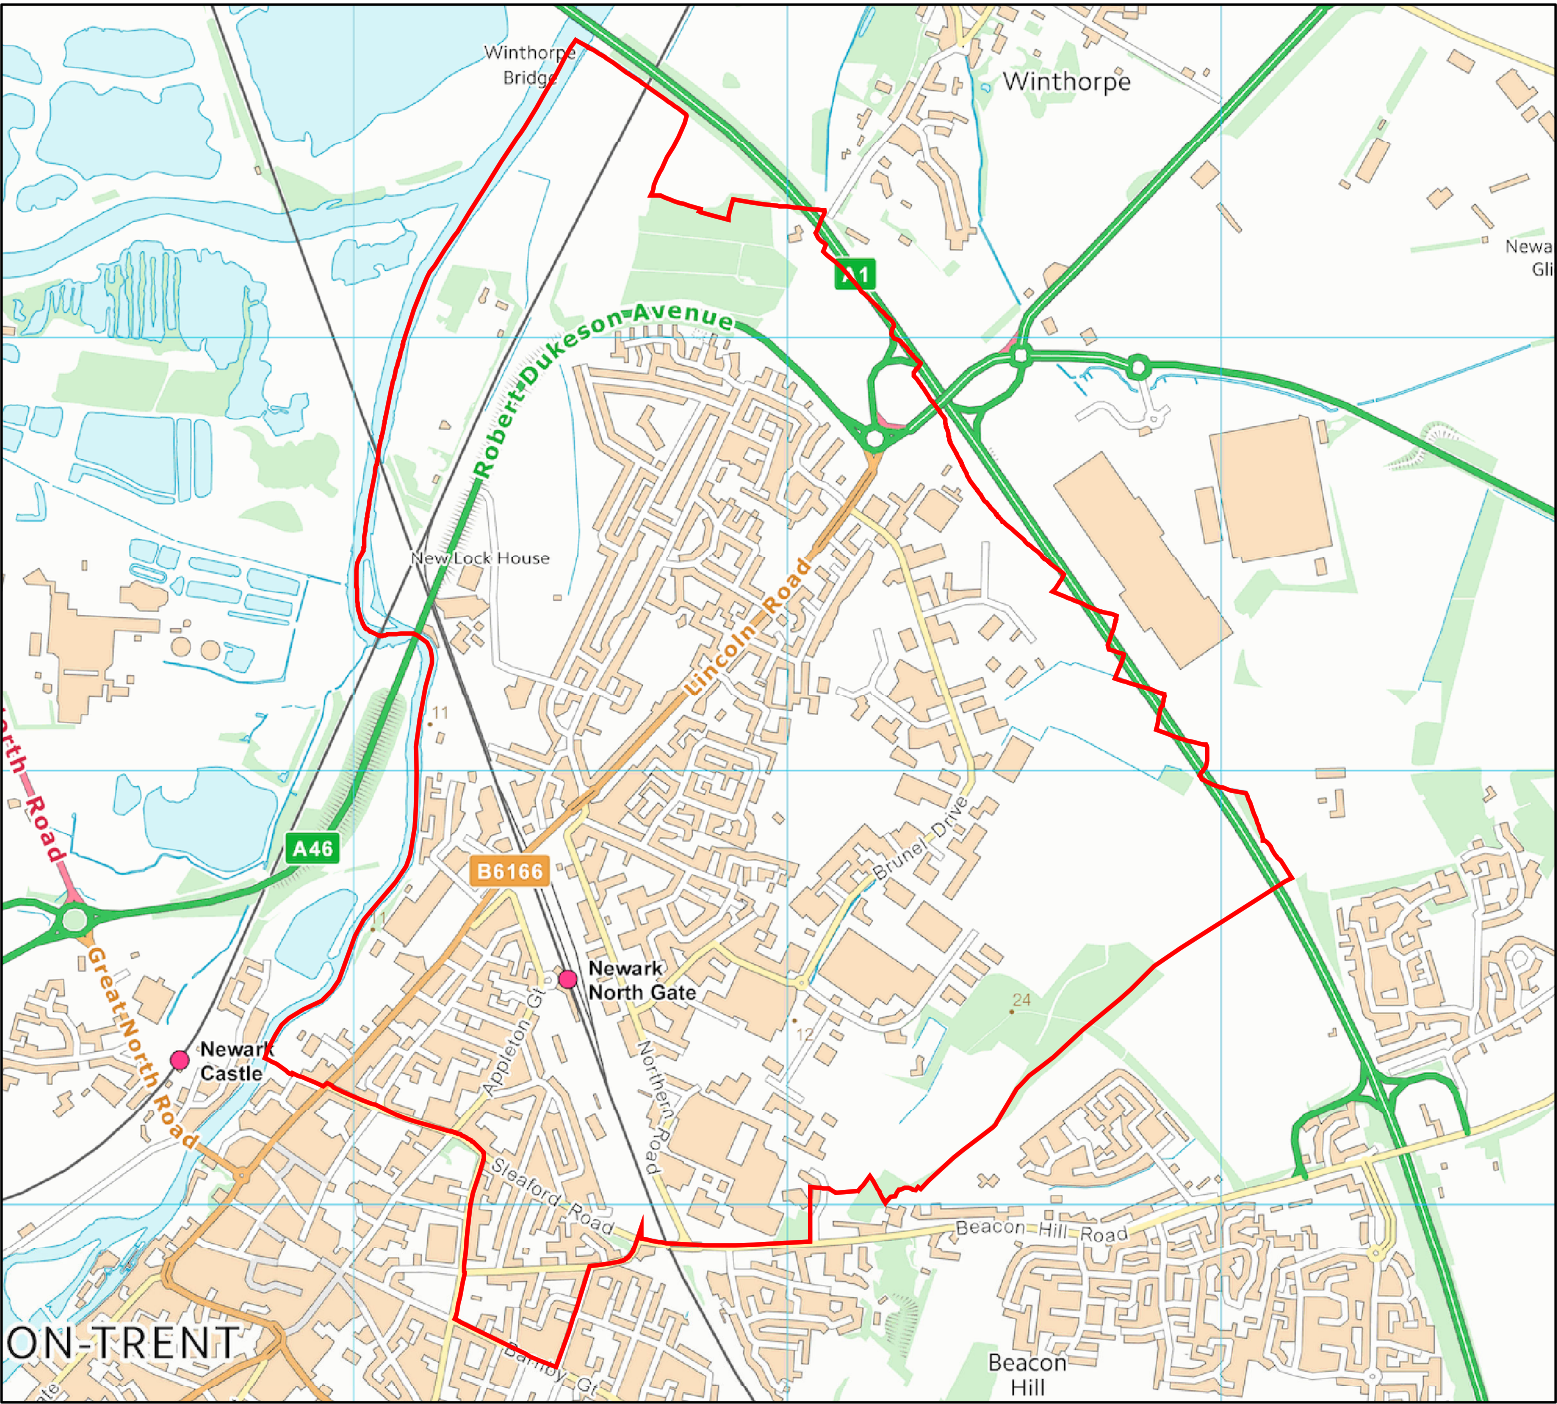 Winthorpe
Bridge
Winthorpe
Newa
Gli
A1
Robert Dukeson Avenue
New Lock House
Lincoln Road
11
orth Road
A46
B6166
Brunel Drive
11
Great North Road
Newark
North Gate
24
12
Appleton Gt
Newark
Castle
Northern Road
Sleaford Road
Beacon Hill Road
ON-TRENT
Barnby Gt
Beacon
Hill
ate